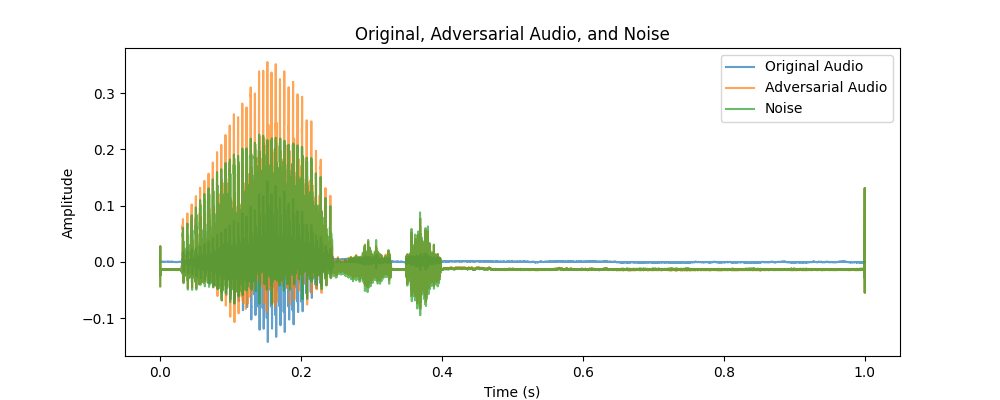 Original, Adversarial Audio, and Noise
Original Audio
Adversarial Audio
Noise
0.3
0.2
0.1
0.0
−0.1
Amplitude
0.0
0.2
0.4
0.6
0.8
1.0
Time (s)